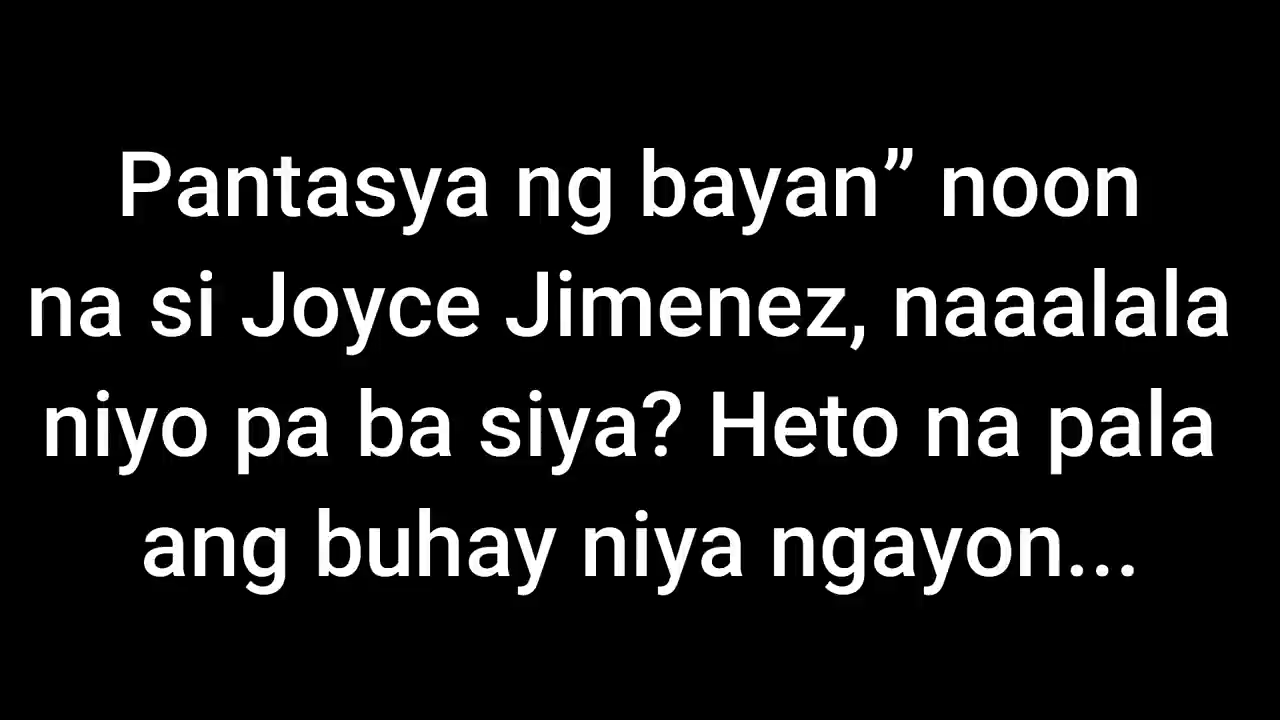 Pantasya ng bayan” noon
na si Joyce Jimenez, naaalala
niyo pa ba siya? Heto na pala
ang buhay niya ngayon...